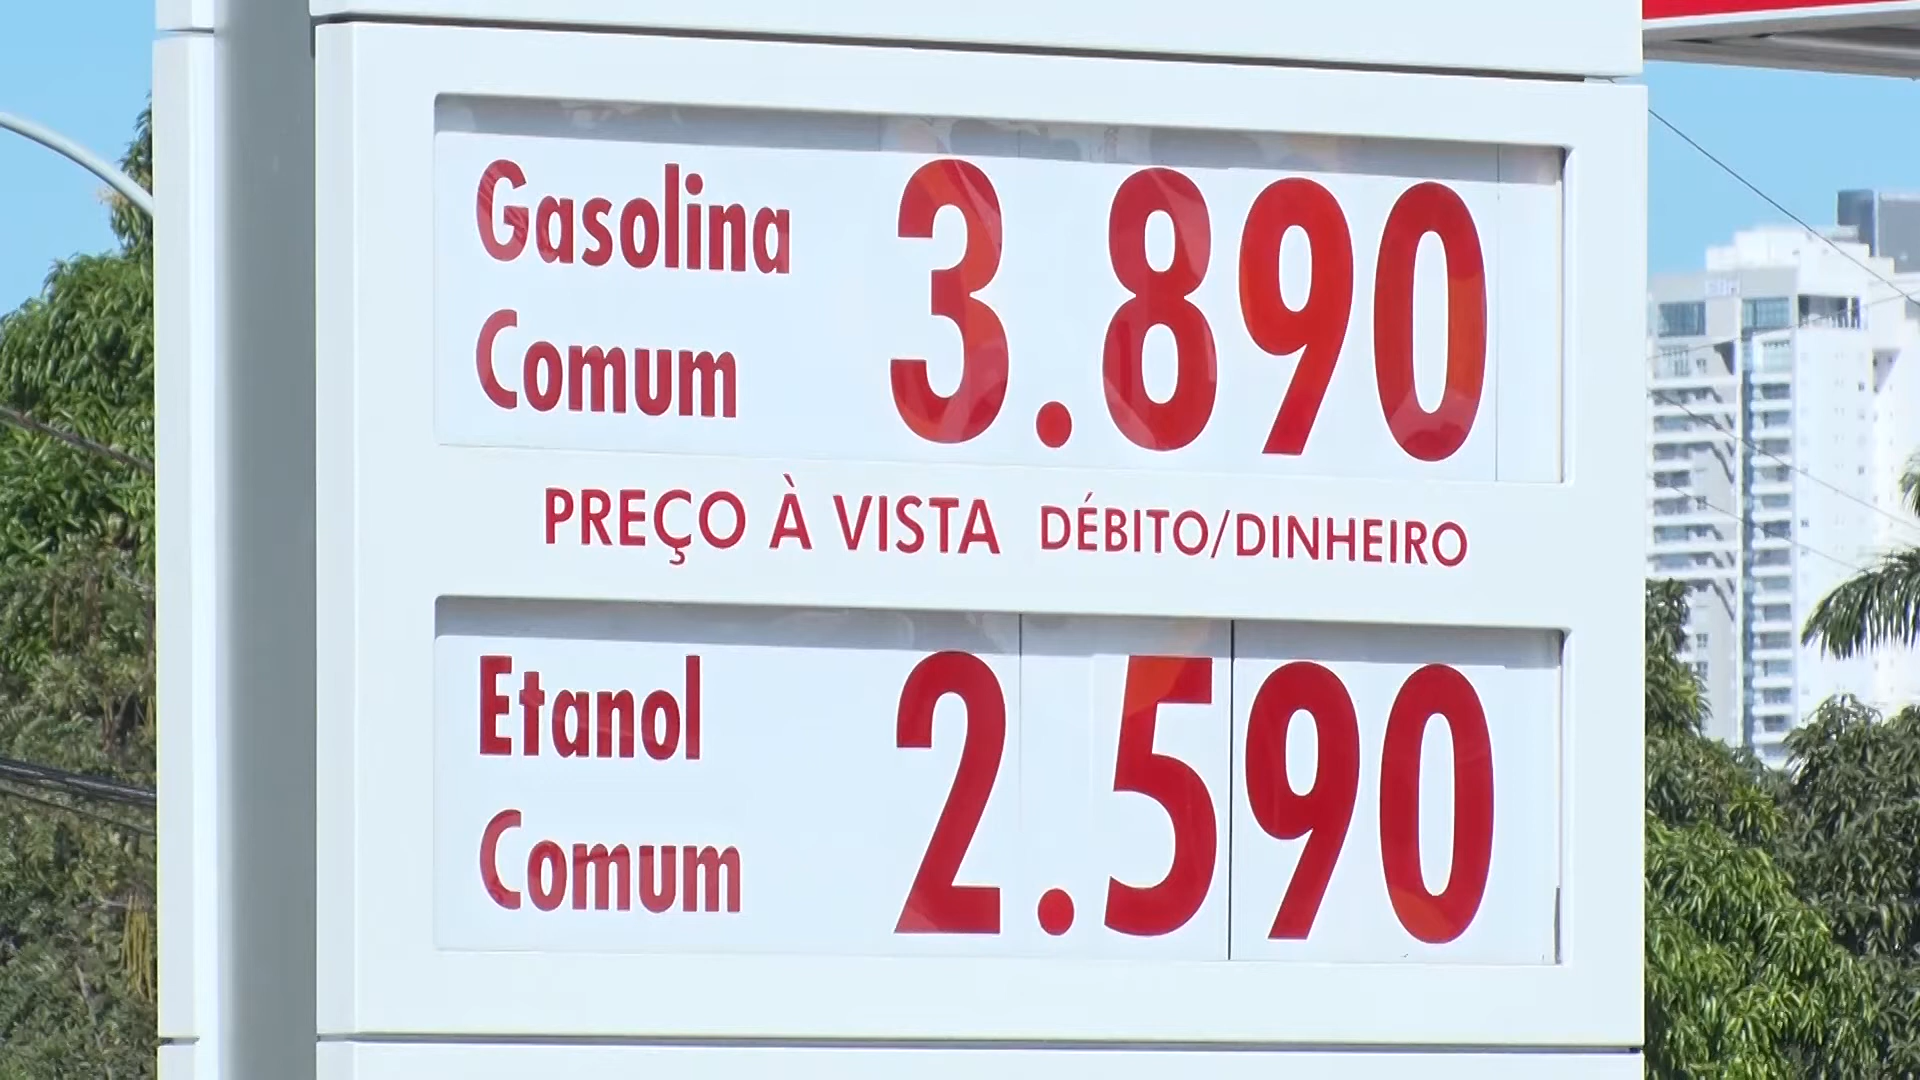 Gasolina 3.890
Comum
PREÇO À VISTA DÉBITO/DINHEIRO
Etanol 2.590
Comum